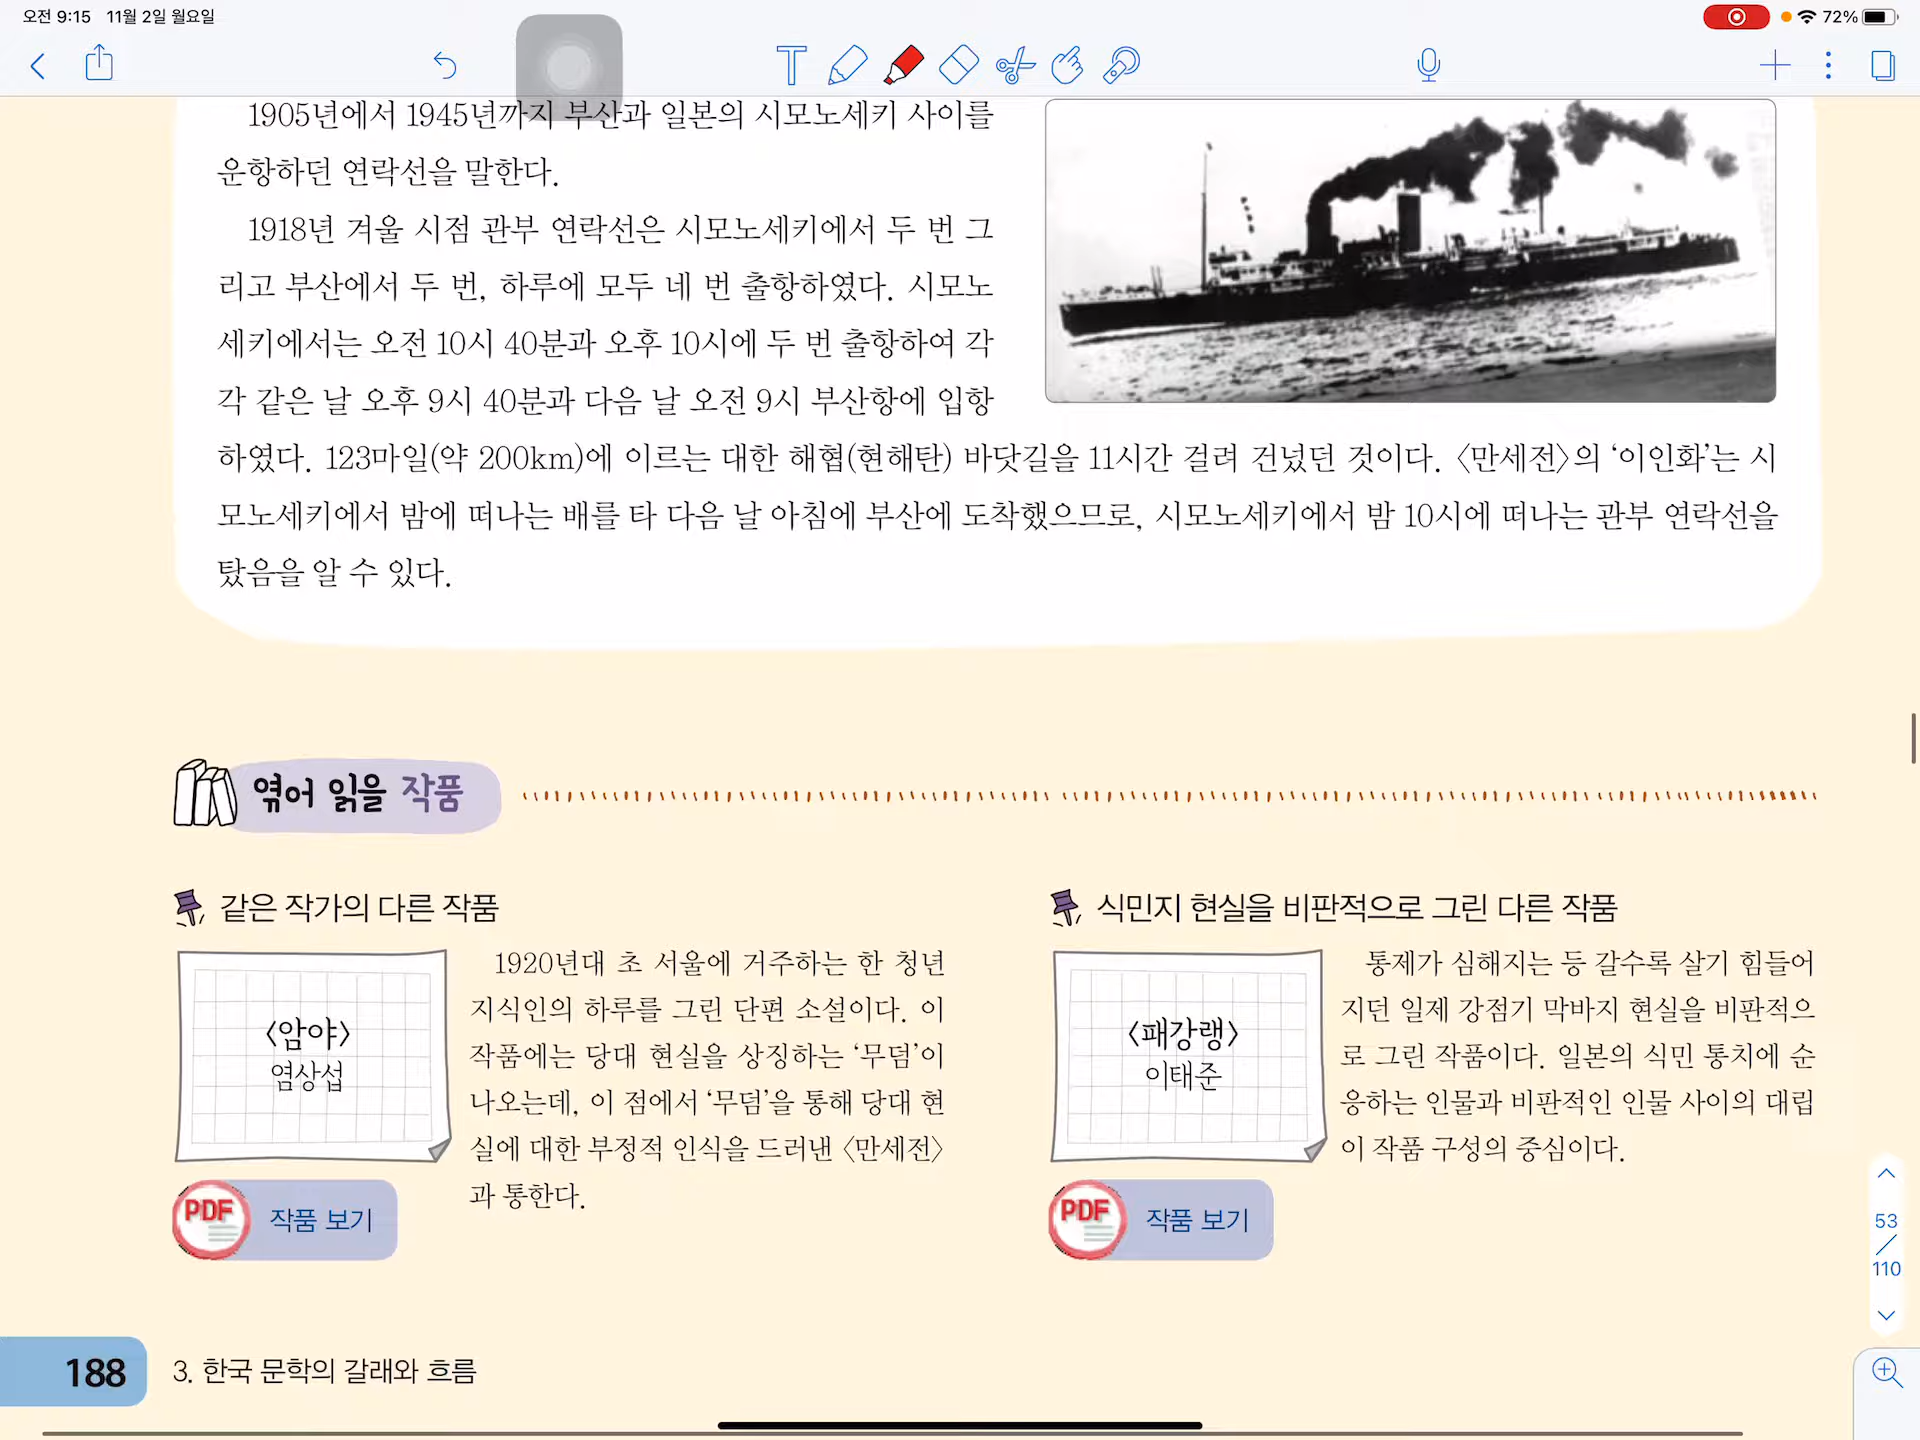 오전 9:15 11월 2일 월요일
72%
1905년에서 1945년까지 부산과 일본의 시모노세키 사이를
운항하던 연락선을 말한다.
1918년 겨울 시점 관부 연락선은 시모노세키에서 두 번 그
리고 부산에서 두 번, 하루에 모두 네 번 출항하였다. 시모노
세키에서는 오전 10시 40분과 오후 10시에 두 번 출항하여 각
각 같은 날 오후 9시 40분과 다음 날 오전 9시 부산항에 입항
하였다. 123마일(약 200km)에 이르는 대한 해협(현해탄) 바닷길을 11시간 걸려 건넜던 것이다. 〈만세전〉의 ‘이인화’는 시
모노세키에서 밤에 떠나는 배를 타 다음 날 아침에 부산에 도착했으므로, 시모노세키에서 밤 10시에 떠나는 관부 연락선을
탔음을 알 수 있다.
엮어 읽을 작품
같은 작가의 다른 작품
〈암야〉
염상섭
1920년대 초 서울에 거주하는 한 청년
지식인의 하루를 그린 단편 소설이다. 이
작품에는 당대 현실을 상징하는 ‘무덤’이
나오는데, 이 점에서 ‘무덤’을 통해 당대 현
실에 대한 부정적 인식을 드러낸 〈만세전〉
과 통한다.
PDF 작품 보기
식민지 현실을 비판적으로 그린 다른 작품
〈패강랭〉
이태준
통제가 심해지는 등 갈수록 살기 힘들어
지던 일제 강점기 막바지 현실을 비판적으
로 그린 작품이다. 일본의 식민 통치에 순
응하는 인물과 비판적인 인물 사이의 대립
이 작품 구성의 중심이다.
PDF 작품 보기
53
/
110
188 3. 한국 문학의 갈래와 흐름